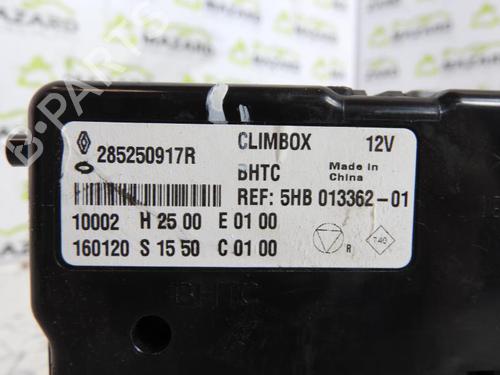 285250917R
CLIMBOX 12V
BHTC
Made in
China
REF: 5HB 013362-01
10002 H 25 00 E 01 00
160120 S 15 50 C 01 00
R
740
BHTC
B-PARTS